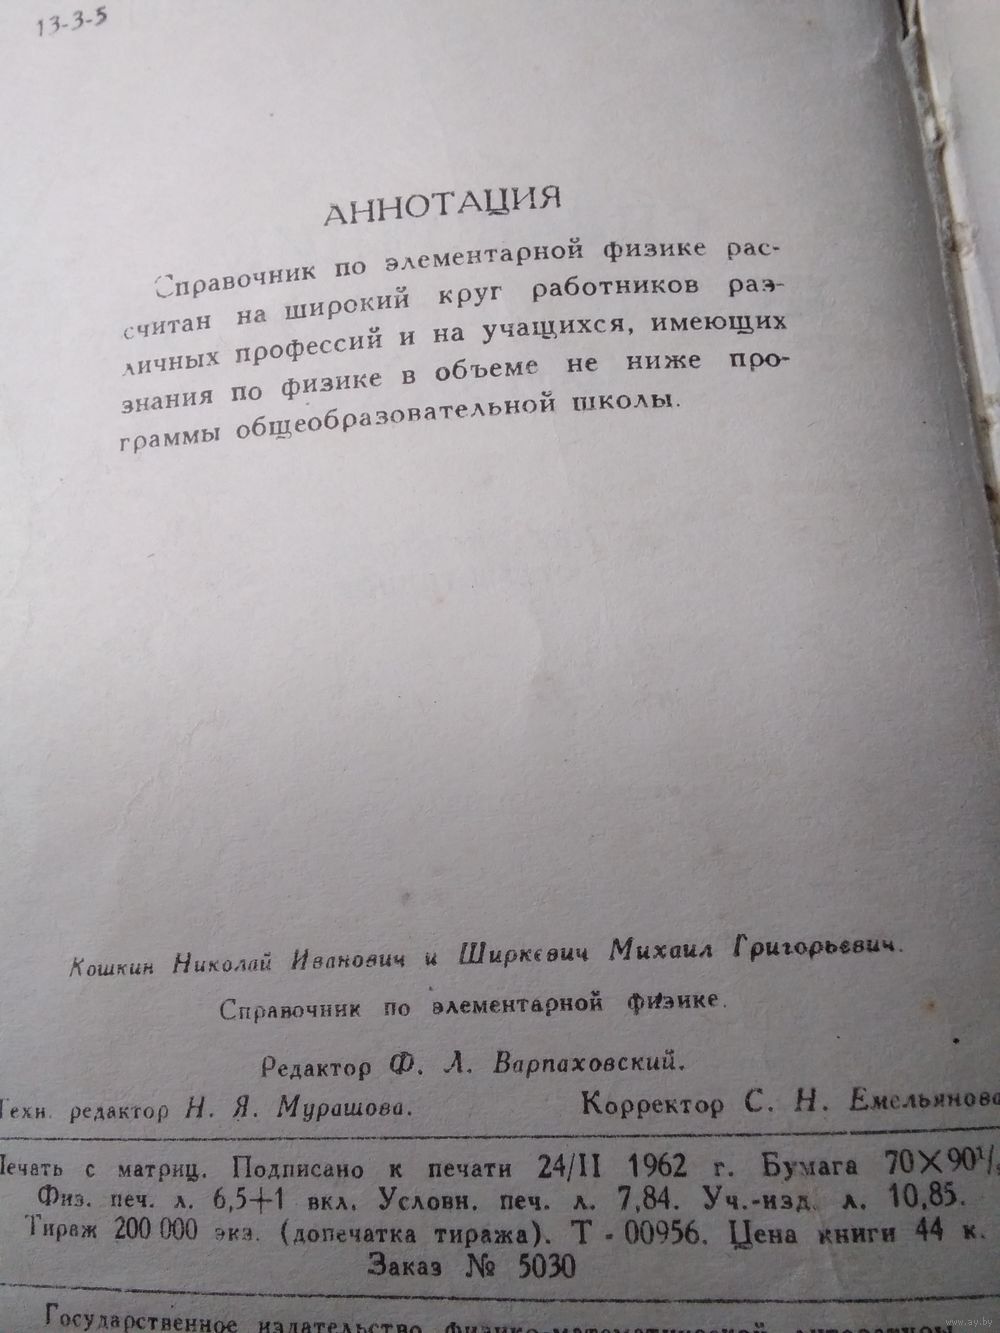 13-3-5
АННОТАЦИЯ
Справочник по элементарной физике рас-
считан на широкий круг работников раз-
личных профессий и на учащихся, имеющих
знания по физике в объеме не ниже про-
граммы общеобразовательной школы.
Кошкин Николай Иванович и Ширкевич Михаил Григорьевич.
Справочник по элементарной физике.
Редактор Ф. Л. Варпаховский.
Техн. редактор Н. Я. Мурашова. Корректор С. Н. Емельянова
Печать с матриц. Подписано к печати 24/II 1962 г. Бумага 70×90¹/
Физ. печ. л. 6,5+1 вкл. Условн. печ. л. 7,84. Уч.-изд. л. 10,85.
Тираж 200 000 экз. (допечатка тиража). Т - 00956. Цена книги 44 к.
Заказ № 5030
Государственное издательство физико-математической литературы
www.ay.by